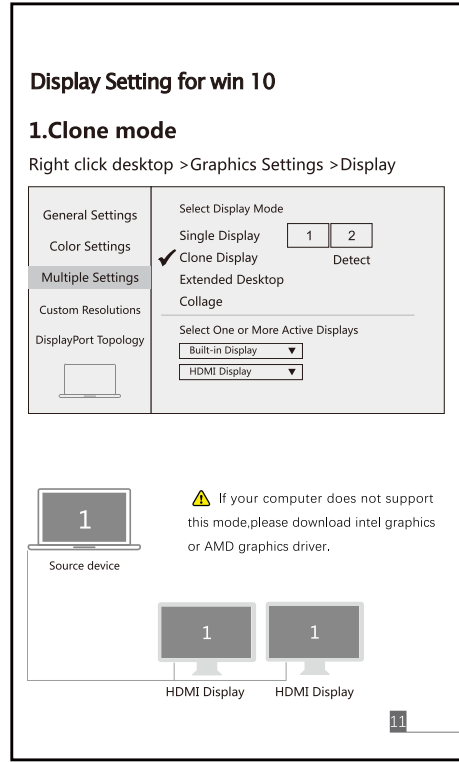 Display Setting for win 10
1.Clone mode
Right click desktop >Graphics Settings >Display
General Settings
Color Settings
Multiple Settings
Custom Resolutions
DisplayPort Topology
Select Display Mode
Single Display
1 2
Clone Display
Detect
Extended Desktop
Collage
Select One or More Active Displays
Built-in Display
HDMI Display
1
Source device
If your computer does not support
this mode,please download intel graphics
or AMD graphics driver.
1
1
HDMI Display
HDMI Display
11